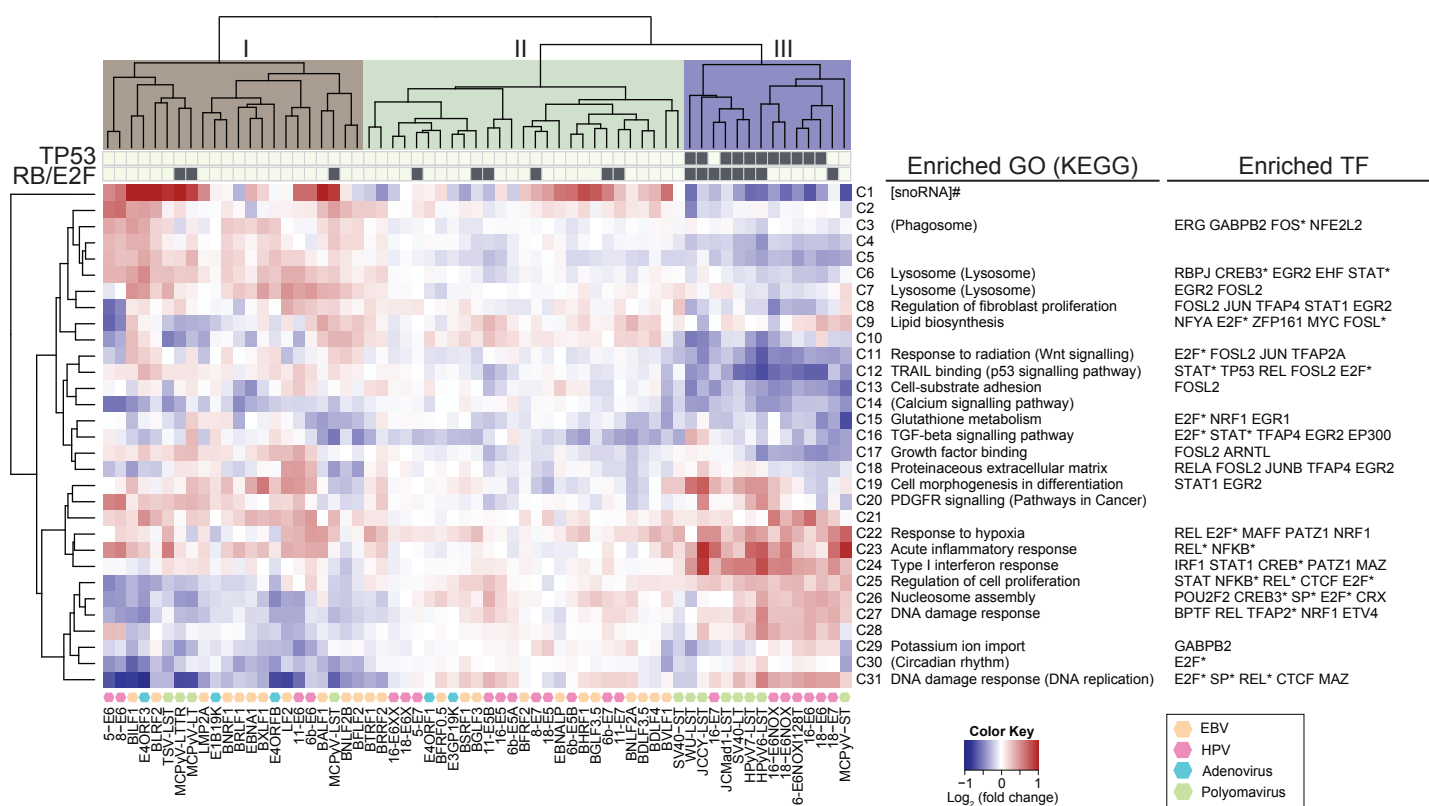 I II III
TP53
RB/E2F
Enriched GO (KEGG) Enriched TF
C1 [snoRNA]#
C2
C3 (Phagosome) ERG GABPB2 FOS* NFE2L2
C4
C5
C6 Lysosome (Lysosome) RBPJ CREB3* EGR2 EHF STAT*
C7 Lysosome (Lysosome) EGR2 FOSL2
C8 Regulation of fibroblast proliferation FOSL2 JUN TFAP4 STAT1 EGR2
C9 Lipid biosynthesis NFYA E2F* ZFP161 MYC FOSL*
C10
C11 Response to radiation (Wnt signalling) E2F* FOSL2 JUN TFAP2A
C12 TRAIL binding (p53 signalling pathway) STAT* TP53 REL FOSL2 E2F*
C13 Cell-substrate adhesion FOSL2
C14 (Calcium signalling pathway)
C15 Glutathione metabolism E2F* NRF1 EGR1
C16 TGF-beta signalling pathway E2F* STAT* TFAP4 EGR2 EP300
C17 Growth factor binding FOSL2 ARNTL
C18 Proteinaceous extracellular matrix RELA FOSL2 JUNB TFAP4 EGR2
C19 Cell morphogenesis in differentiation STAT1 EGR2
C20 PDGFR signalling (Pathways in Cancer)
C21
C22 Response to hypoxia REL E2F* MAFF PATZ1 NRF1
C23 Acute inflammatory response REL* NFKB*
C24 Type I interferon response IRF1 STAT1 CREB* PATZ1 MAZ
C25 Regulation of cell proliferation STAT NFKB* REL* CTCF E2F*
C26 Nucleosome assembly POU2F2 CREB3* SP* E2F* CRX
C27 DNA damage response BPTF REL TFAP2* NRF1 ETV4
C28
C29 Potassium ion import GABPB2
C30 (Circadian rhythm) E2F*
C31 DNA damage response (DNA replication) E2F* SP* REL* CTCF MAZ
5-E6
8-E6
BILF1
E4ORF3
BLRF2
TSV-LST
MCPyV-LTTR
MCPyV-LT
LMP2A
E1B19K
BNRF1
BRLF1
EBNA1
BXLF1
E4ORFB
LF2
11-E6
6b-E6
BALF1
MCPyV-LST
BNLF2B
BFLF2
BTRF1
BRRF2
16-E6XX
18-E6X
5-E7
E4ORF1
BFRF0.5
E3GP19K
BSRF1
BGLF3
11-E5B
16-E5
6b-E5A
BFRF2
8-E7
18-E5
EBNALP
6b-E5B
BHRF1
BGLF3.5
6b-E7
11-E7
BNLF2A
BDLF3.5
BDLF4
BVLF1
SV40-ST
WU-LST
JCCY-LST
16-E7
JCMad1-LST
SV40-LT
HPyV7-LST
HPyV6-LST
16-E6NOX
18-E6NOX
6-E6NOXI128T
16-E6
18-E6
18-E7
MCPyV-ST
Color Key
−1 0 1
Log2 (fold change)
EBV
HPV
Adenovirus
Polyomavirus